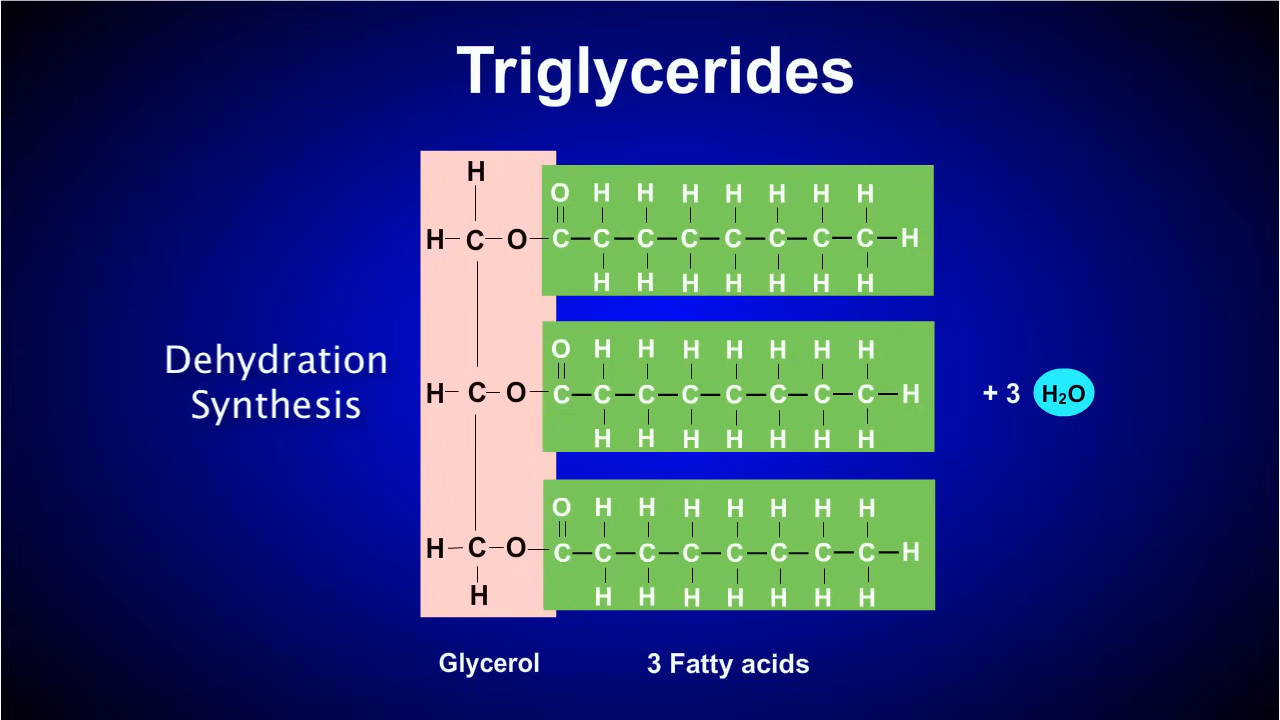 Triglycerides
H
O H H H H H H H
H C O C C C C C C C C H
H H H H H H H
O H H H H H H H
Dehydration
Synthesis
H C O C C C C C C C C H
+ 3 H₂O
H H H H H H H
O H H H H H H H
H C O C C C C C C C C H
H
H H H H H H H
Glycerol 3 Fatty acids